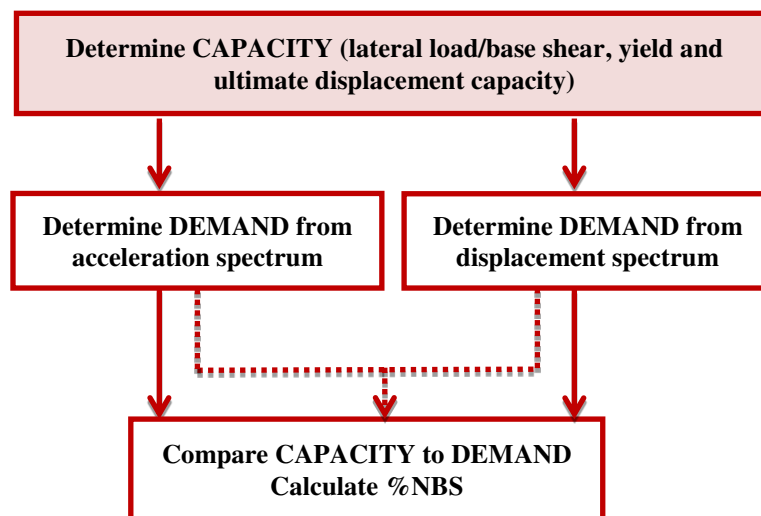 Determine CAPACITY (lateral load/base shear, yield and
ultimate displacement capacity)
Determine DEMAND from
acceleration spectrum
Determine DEMAND from
displacement spectrum
Compare CAPACITY to DEMAND
Calculate %NBS